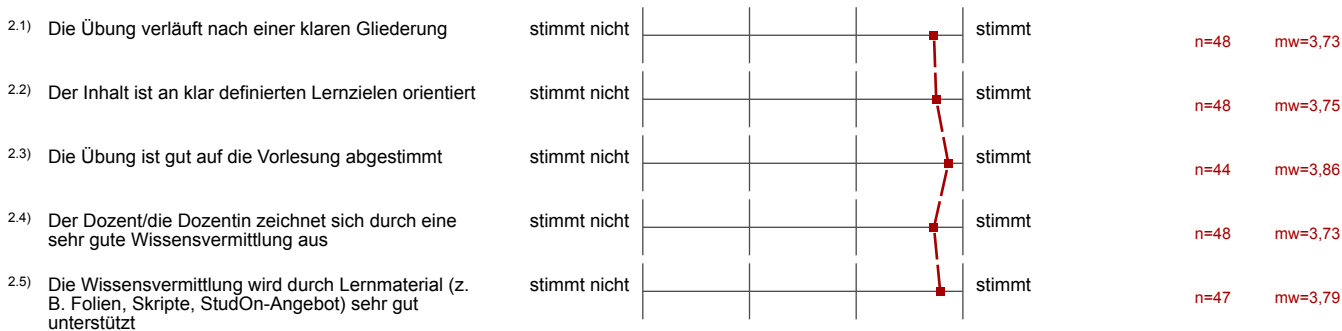 2.1) Die Übung verläuft nach einer klaren Gliederung stimmt nicht stimmt n=48 mw=3,73
2.2) Der Inhalt ist an klar definierten Lernzielen orientiert stimmt nicht stimmt n=48 mw=3,75
2.3) Die Übung ist gut auf die Vorlesung abgestimmt stimmt nicht stimmt n=44 mw=3,86
2.4) Der Dozent/die Dozentin zeichnet sich durch eine stimmt nicht stimmt n=48 mw=3,73
sehr gute Wissensvermittlung aus
2.5) Die Wissensvermittlung wird durch Lernmaterial (z. stimmt nicht stimmt n=47 mw=3,79
B. Folien, Skripte, StudOn-Angebot) sehr gut
unterstützt